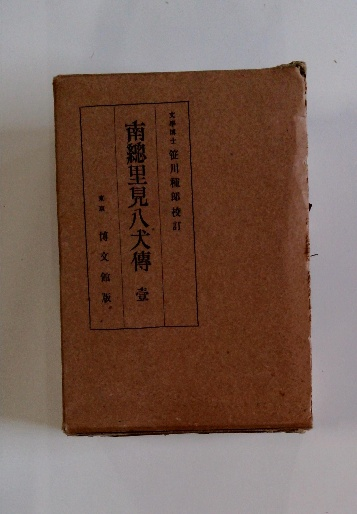 文學博士 笹川種郎校訂
南總里見八犬傳 壹
東京 博文館版